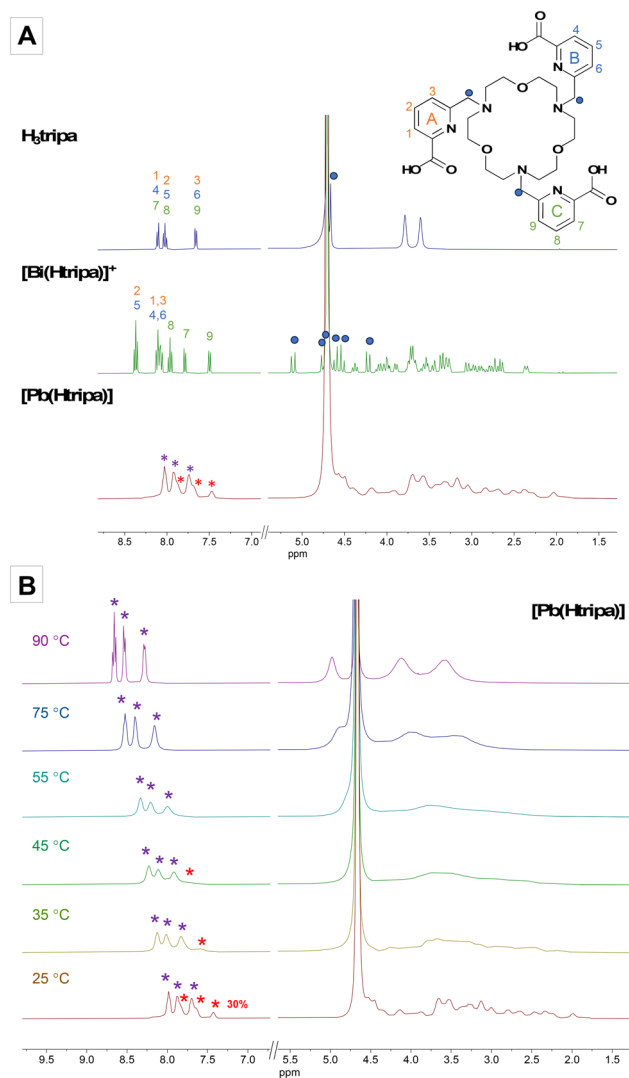 A
O
4
HO
B
5
N
6
3
O
2
A
N
N
1
N
O
O
HO
O
N
O
HO
N
C
9
7
8
H₃tripa
1 2 3
4 5 6
7 8 9
[Bi(Htripa)]⁺
2 1,3
5 4,6 8 7 9
[Pb(Htripa)]
* * * * * *
8.5 8.0 7.5 7.0 // 5.0 4.5 4.0 3.5 3.0 2.5 2.0 1.5
ppm
B
[Pb(Htripa)]
90 °C
* * *
75 °C
* * *
55 °C
* * *
45 °C
* * * *
35 °C
* * * *
25 °C
* * * * * * 30%
9.5 9.0 8.5 8.0 7.5 7.0 // 5.5 5.0 4.5 4.0 3.5 3.0 2.5 2.0 1.5
ppm